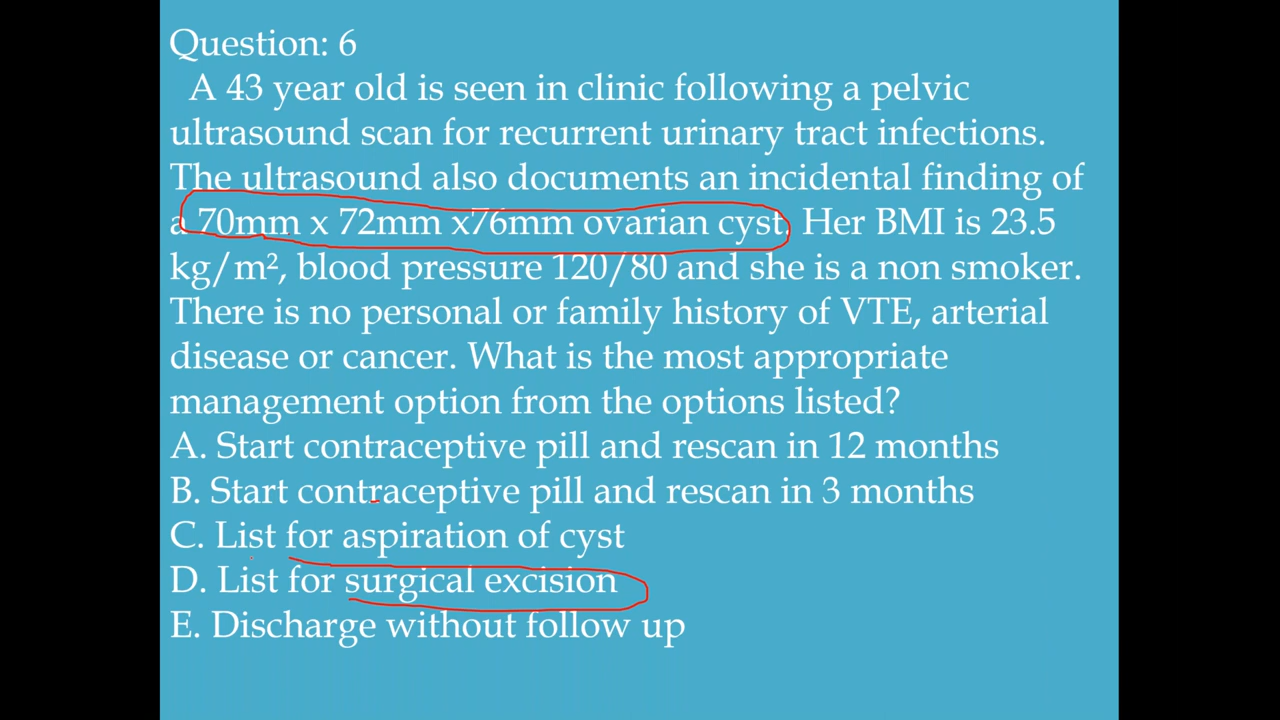 Question: 6
A 43 year old is seen in clinic following a pelvic
ultrasound scan for recurrent urinary tract infections.
The ultrasound also documents an incidental finding of
a 70mm x 72mm x76mm ovarian cyst. Her BMI is 23.5
kg/m², blood pressure 120/80 and she is a non smoker.
There is no personal or family history of VTE, arterial
disease or cancer. What is the most appropriate
management option from the options listed?
A. Start contraceptive pill and rescan in 12 months
B. Start contraceptive pill and rescan in 3 months
C. List for aspiration of cyst
D. List for surgical excision
E. Discharge without follow up